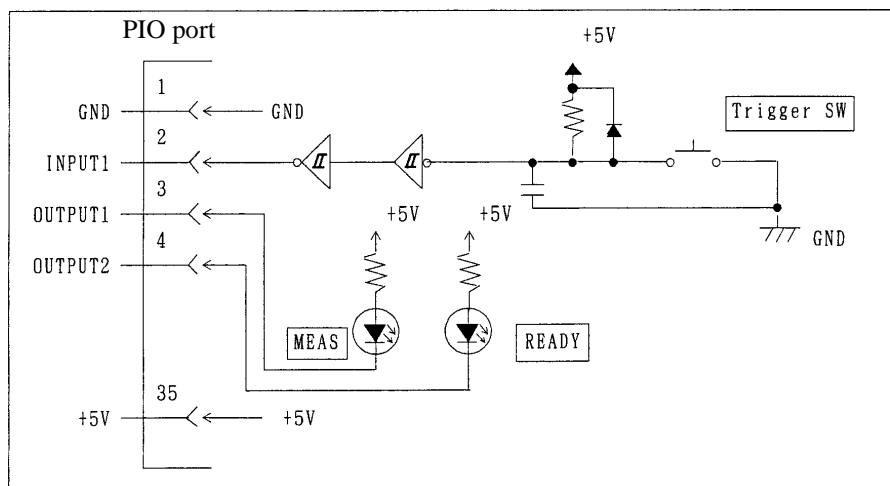 PIO port
+5V
1
GND
GND
Trigger SW
2
INPUT1
3
OUTPUT1
+5V
+5V
GND
4
OUTPUT2
MEAS
READY
35
+5V
+5V